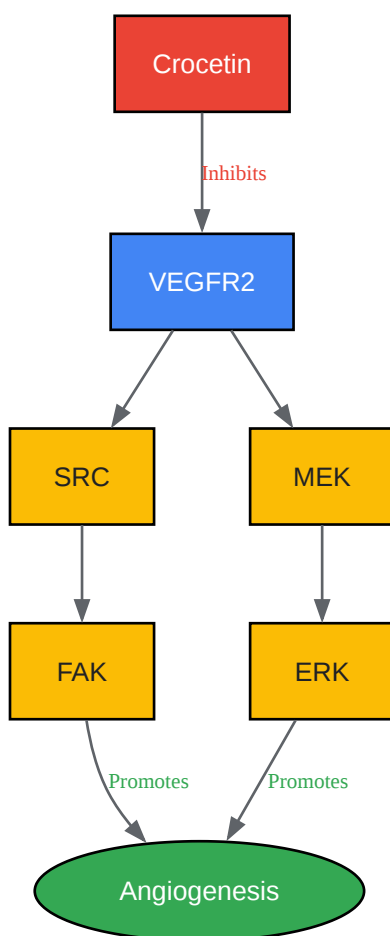 Crocetin
Inhibits
VEGFR2
SRC
MEK
FAK
ERK
Promotes
Promotes
Angiogenesis